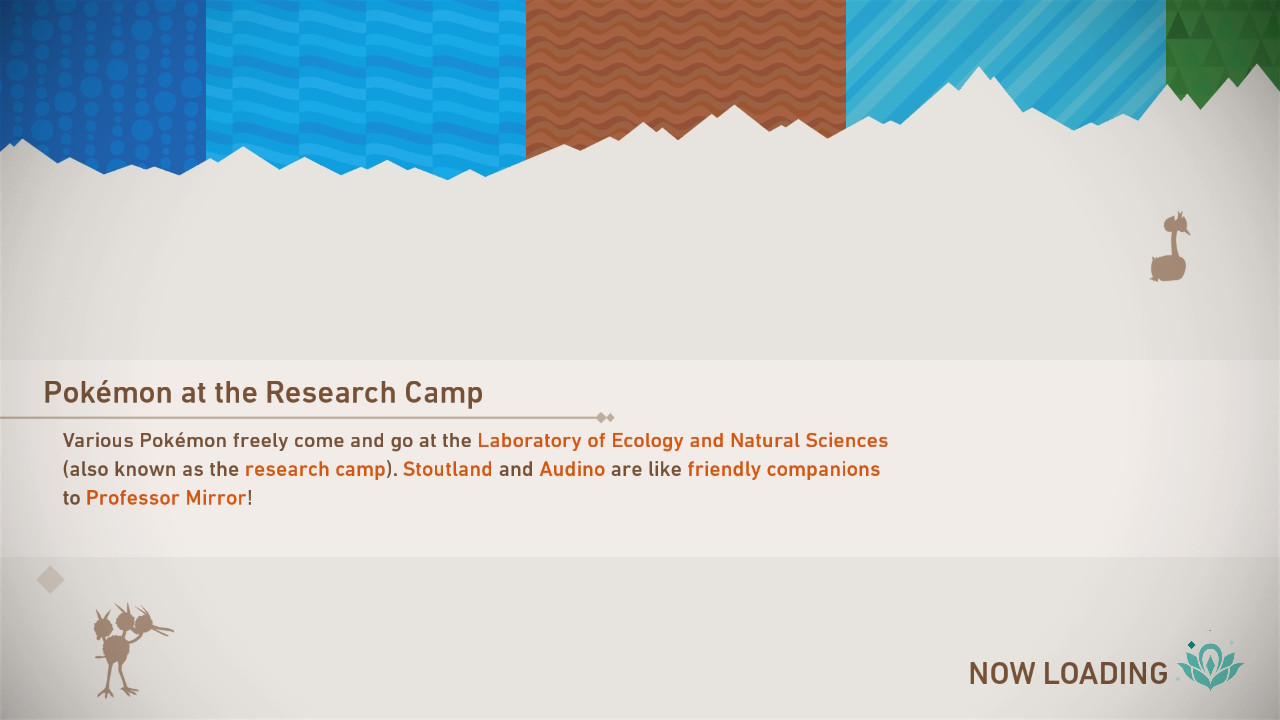 Pokémon at the Research Camp
Various Pokémon freely come and go at the Laboratory of Ecology and Natural Sciences
(also known as the research camp). Stoutland and Audino are like friendly companions
to Professor Mirror!
NOW LOADING